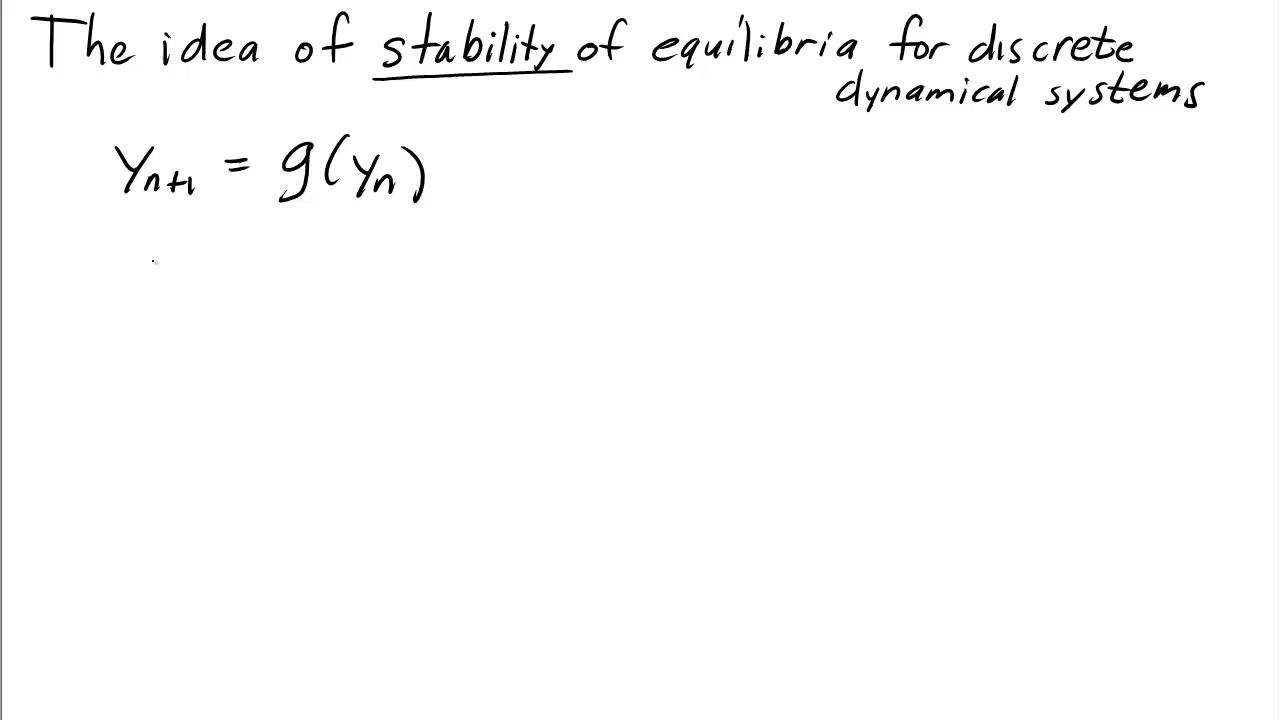 The idea of stability of equilibria for discrete
dynamical systems
yn+1 = g(yn)